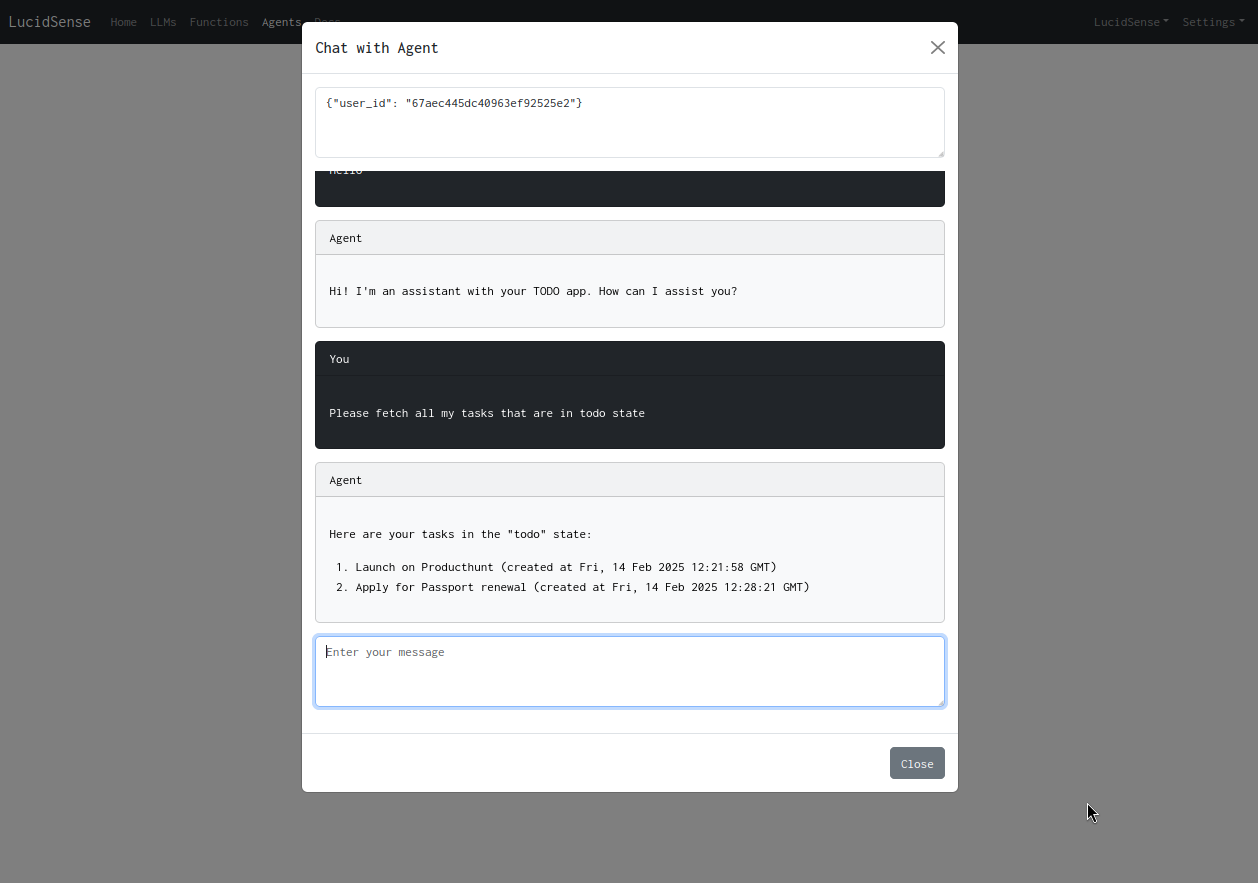 LucidSense Home LLMs Functions Agents Docs LucidSense Settings
Chat with Agent
{"user_id": "67aec445dc40963ef92525e2"}
Hello
Agent
Hi! I'm an assistant with your TODO app. How can I assist you?
You
Please fetch all my tasks that are in todo state
Agent
Here are your tasks in the "todo" state:
1. Launch on Producthunt (created at Fri, 14 Feb 2025 12:21:58 GMT)
2. Apply for Passport renewal (created at Fri, 14 Feb 2025 12:28:21 GMT)
Enter your message
Close